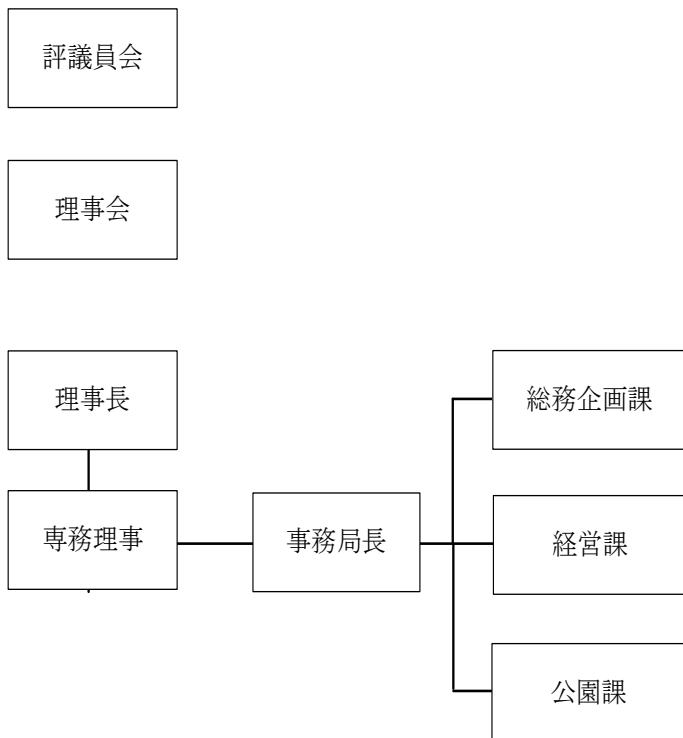 評議員会
理事会
理事長
専務理事
事務局長
総務企画課
経営課
公園課